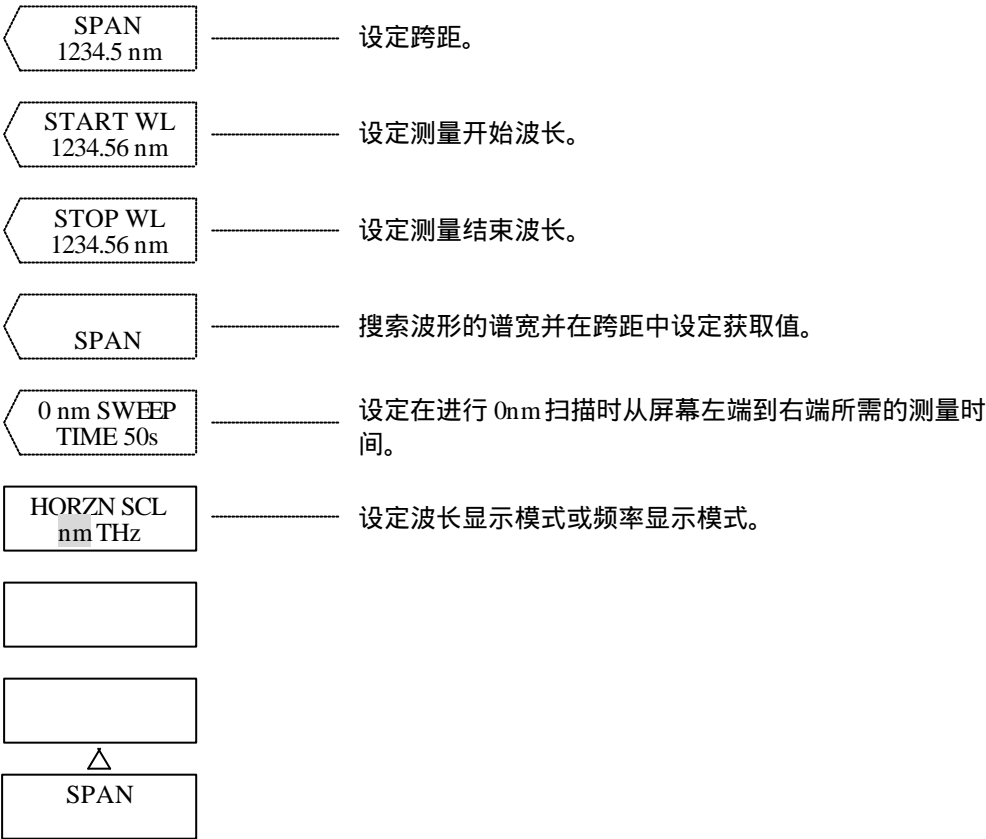 SPAN
1234.5 nm
设定跨距。
START WL
1234.56 nm
设定测量开始波长。
STOP WL
1234.56 nm
设定测量结束波长。
SPAN
搜索波形的谱宽并在跨距中设定获取值。
0 nm SWEEP
TIME 50s
设定在进行 0nm 扫描时从屏幕左端到右端所需的测量时
间。
HORZN SCL
nm THz
设定波长显示模式或频率显示模式。
SPAN